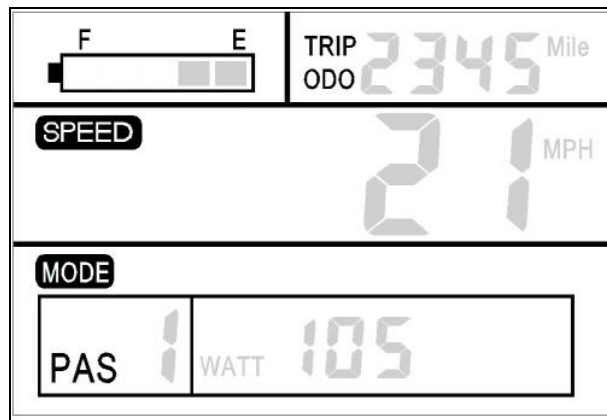 F E
TRIP 2345 Mile
ODO
SPEED
21 MPH
MODE
PAS 1 WATT 105